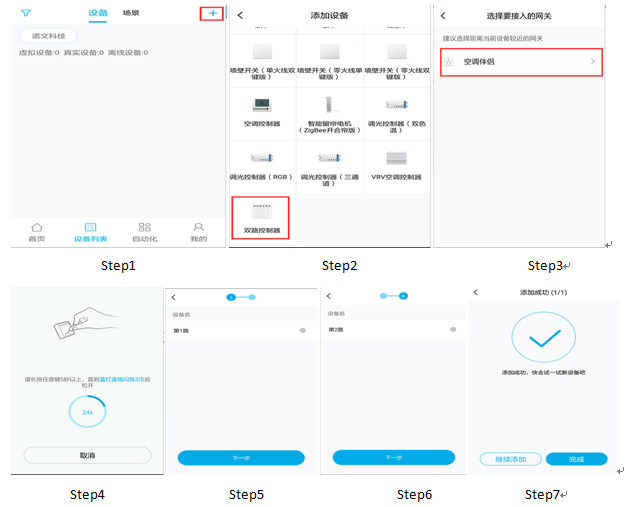 设备 场景
+
诺文科技
虚拟设备:0 真实设备:0 离线设备:0
首页 设备列表 自动化 我的
Step1
添加设备
墙壁开关（单火线双键版） 墙壁开关（零火线单键版） 墙壁开关（零火线双键版）
空调控制器 智能窗帘电机（ZigBee开合帘版） 调光控制器（双色温）
调光控制器（RGB） 调光控制器（三通道） VRV空调控制器
双路控制器
Step2
选择要接入的网关
建议选择距离当前设备较近的网关
空调伴侣
Step3
请长按任意键5秒以上，直到蓝灯连续闪烁3次后
松开
24s
取消
Step4
设备名
第1路
下一步
Step5
设备名
第2路
下一步
Step6
添加成功 (1/1)
添加成功，快去试一试新设备吧
继续添加 完成
Step7